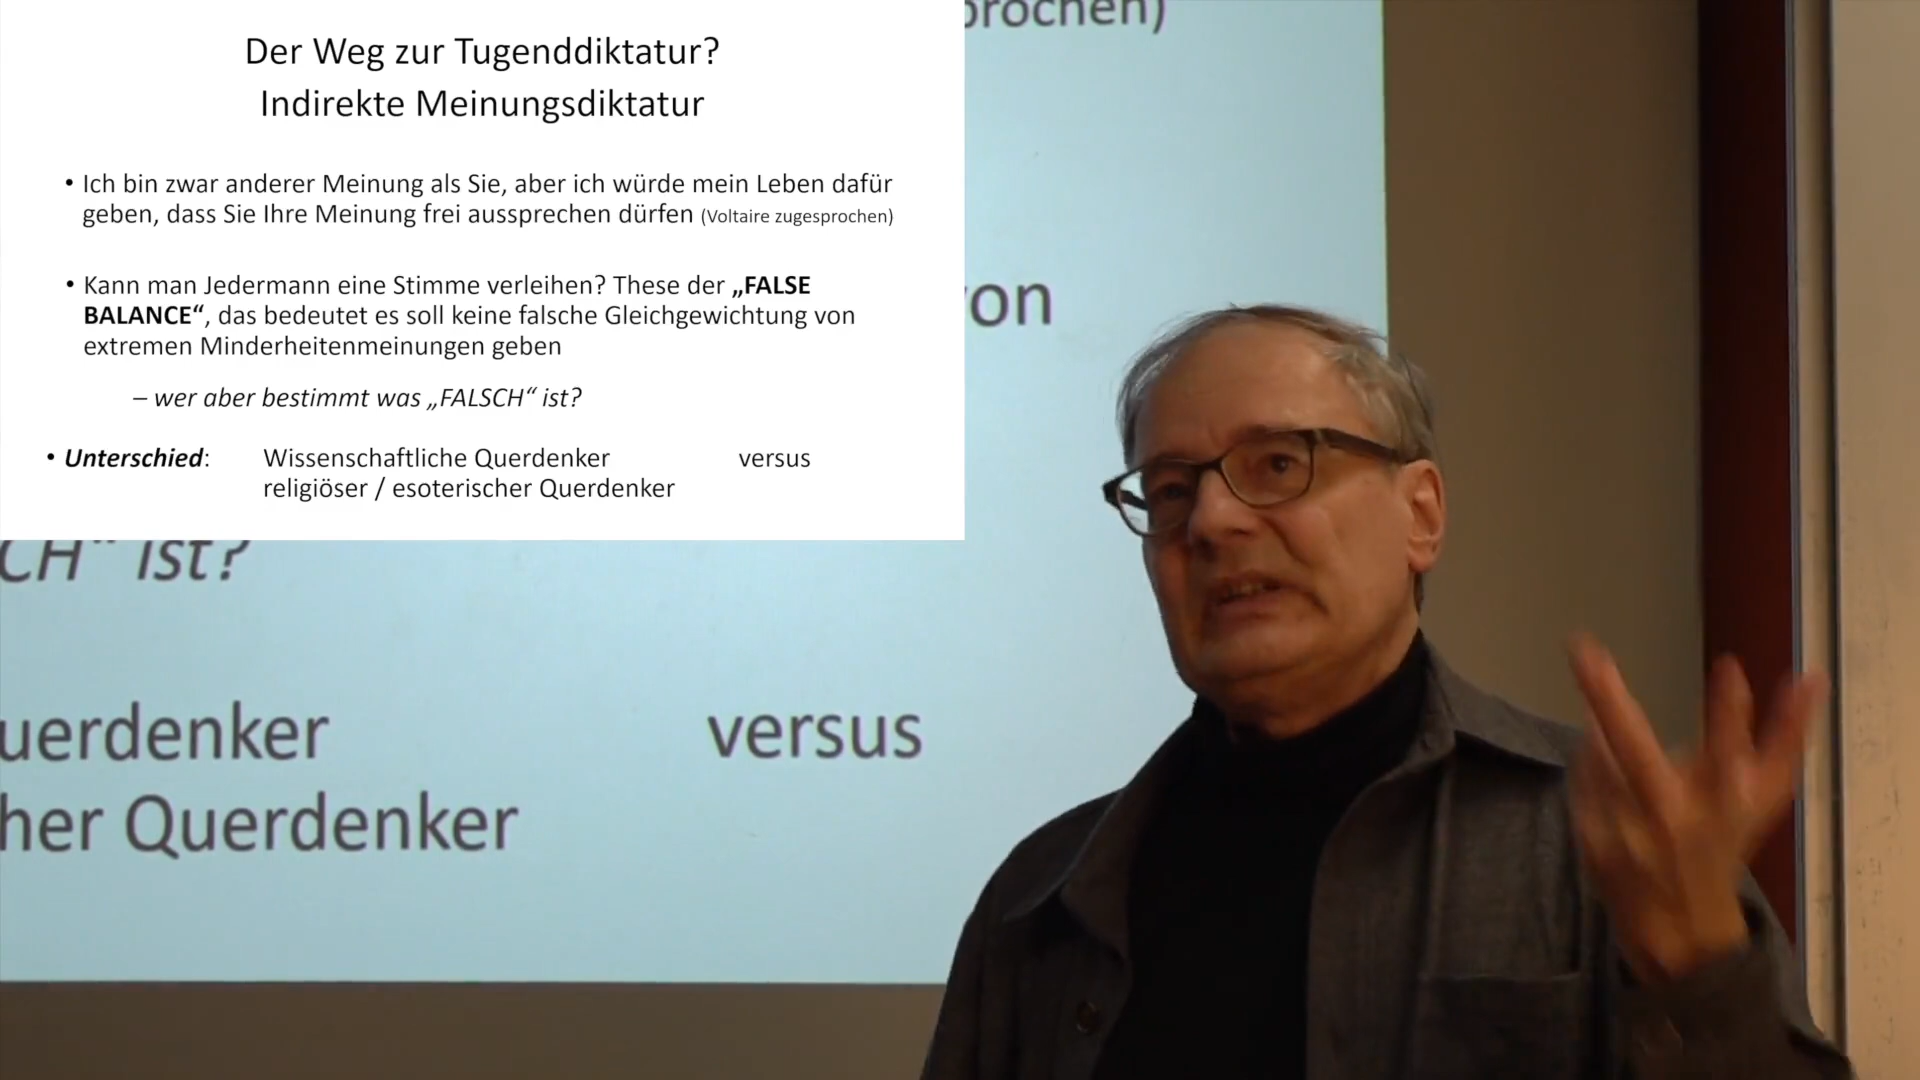 Der Weg zur Tugenddiktatur?
Indirekte Meinungsdiktatur
• Ich bin zwar anderer Meinung als Sie, aber ich würde mein Leben dafür
geben, dass Sie Ihre Meinung frei aussprechen dürfen (Voltaire zugesprochen)
• Kann man Jedermann eine Stimme verleihen? These der „FALSE
BALANCE“, das bedeutet es soll keine falsche Gleichgewichtung von
extremen Minderheitenmeinungen geben
– wer aber bestimmt was „FALSCH“ ist?
• Unterschied: Wissenschaftliche Querdenker versus
religiöser / esoterischer Querdenker
prochen)
von
CH“ ist?
uerdenker versus
her Querdenker